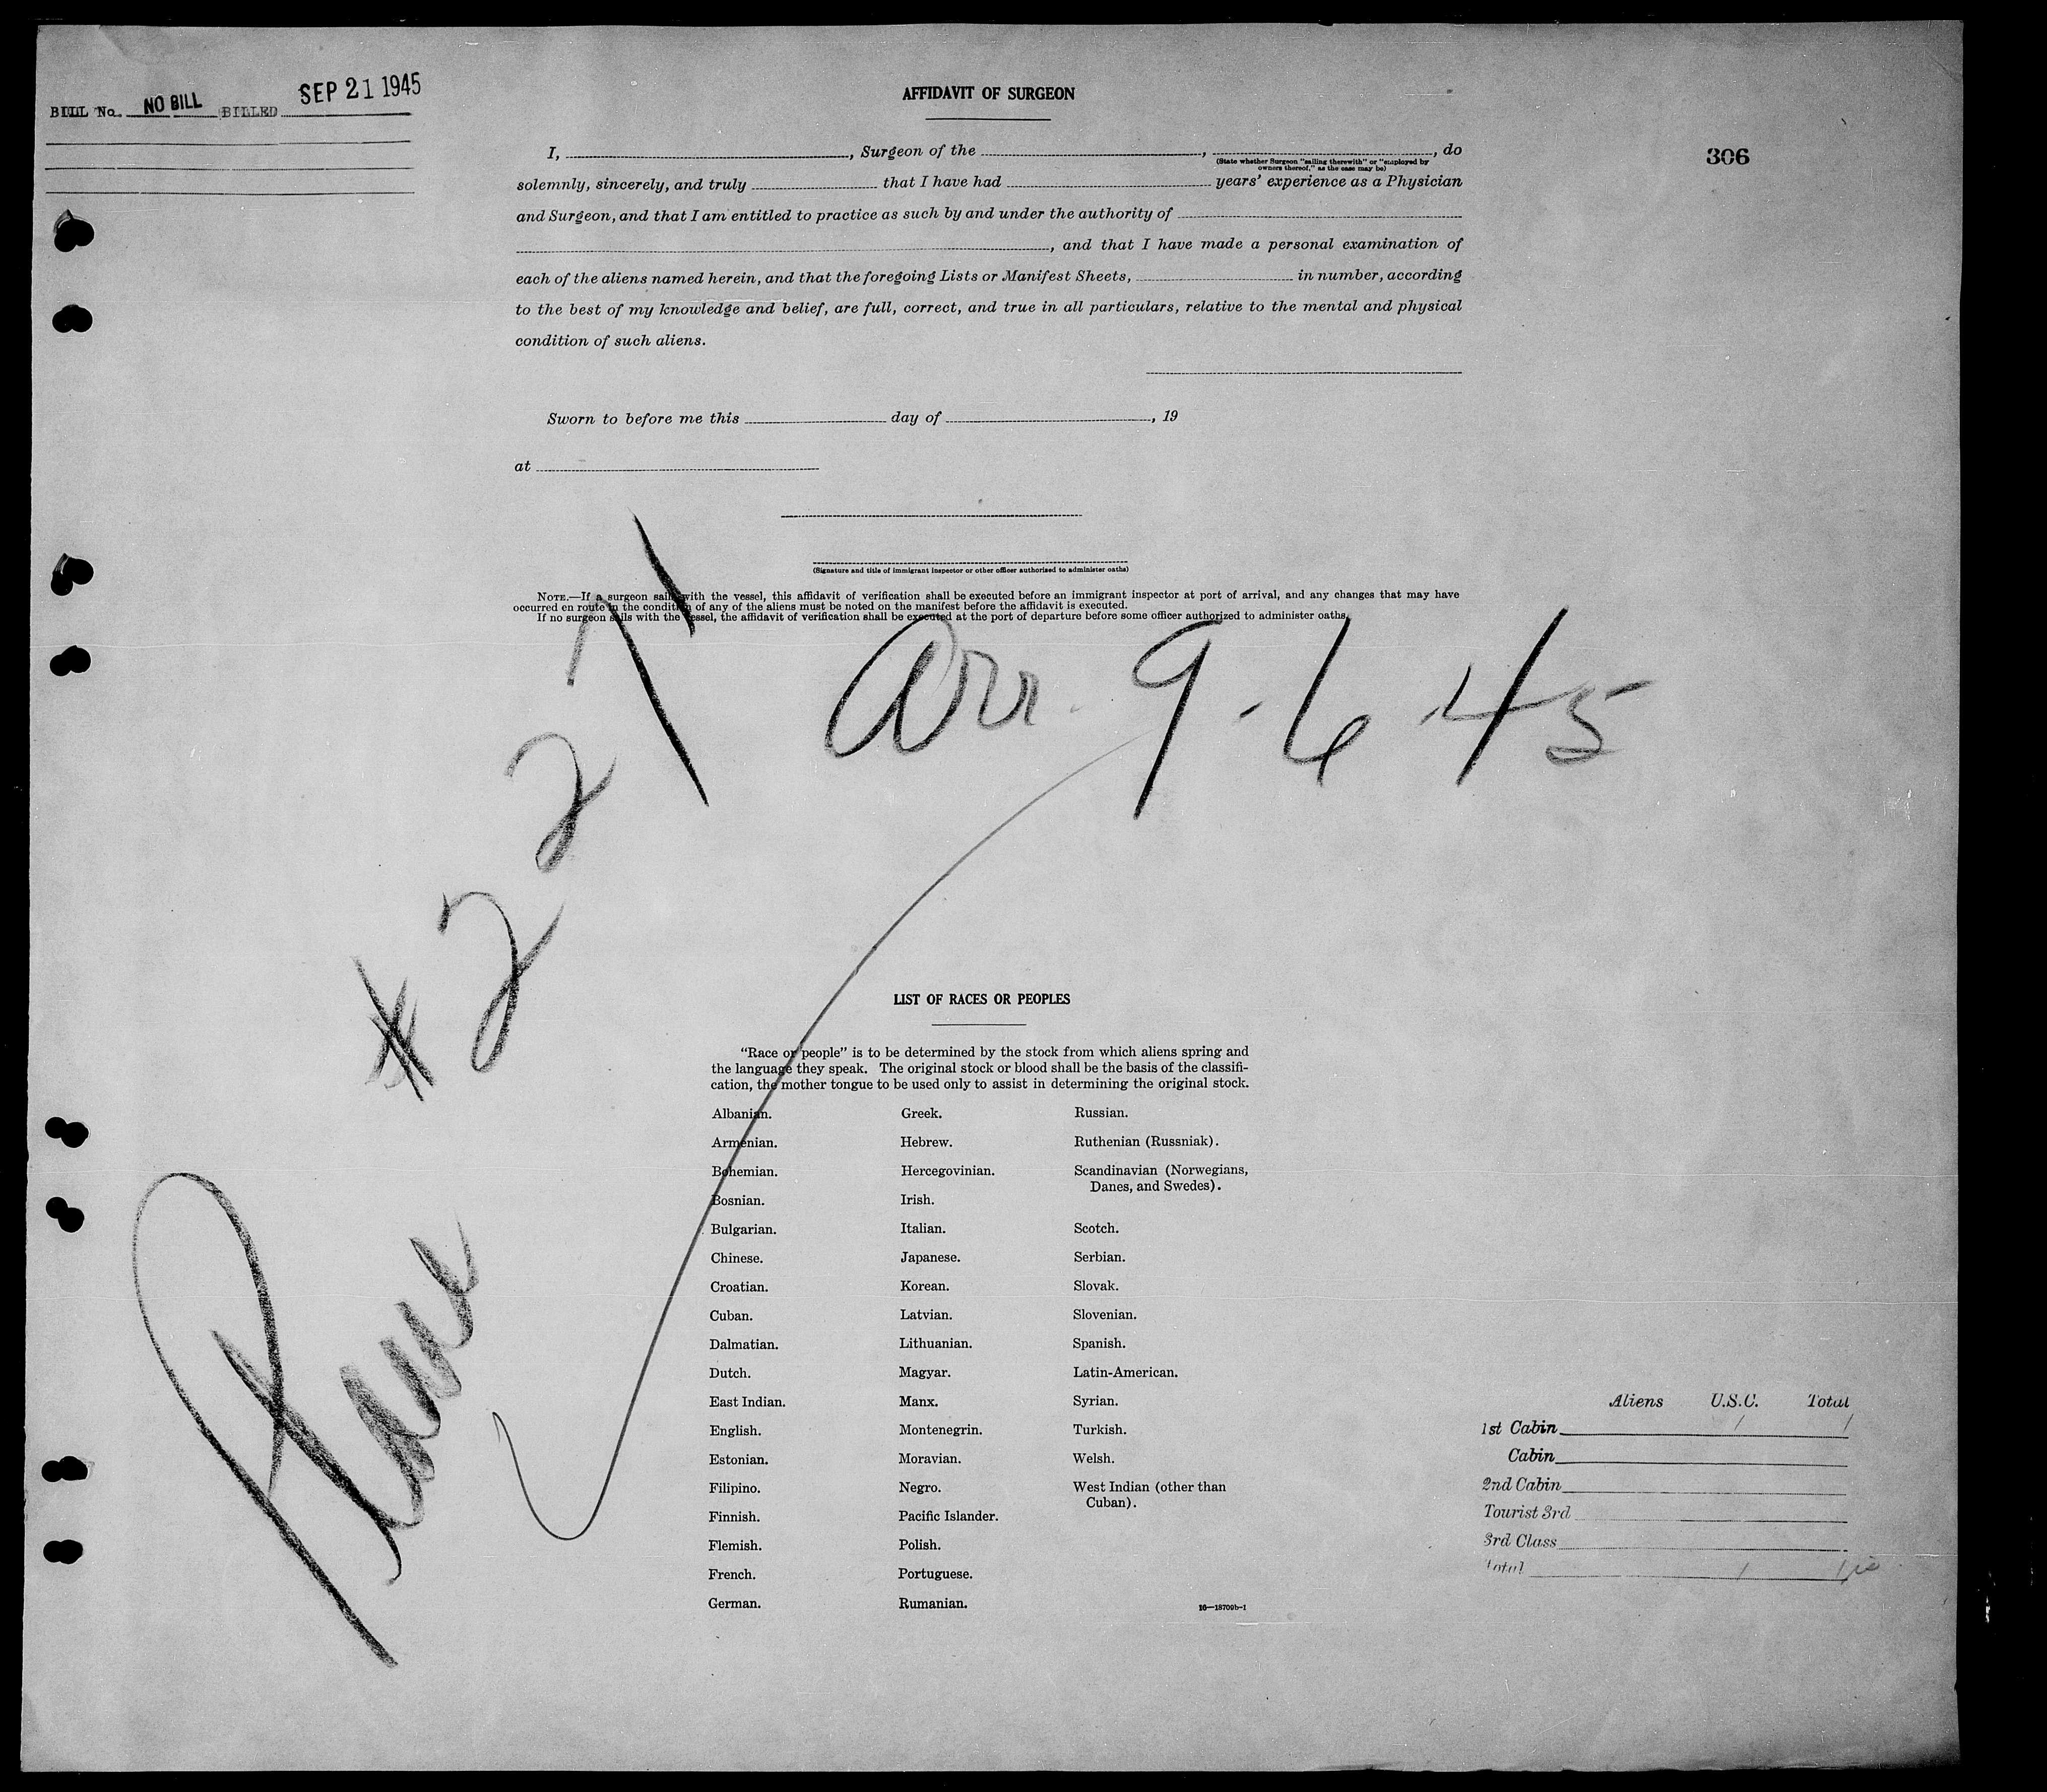 BILL No. NO BILL BILLED SEP 21 1945
306
AFFIDAVIT OF SURGEON
I, , Surgeon of the , , do
(State whether Surgeon "sailing therewith" or "employed by
owners thereof," as the case may be)
solemnly, sincerely, and truly that I have had years' experience as a Physician
and Surgeon, and that I am entitled to practice as such by and under the authority of
, and that I have made a personal examination of
each of the aliens named herein, and that the foregoing Lists or Manifest Sheets, in number, according
to the best of my knowledge and belief, are full, correct, and true in all particulars, relative to the mental and physical
condition of such aliens.
Sworn to before me this day of , 19
at
(Signature and title of immigrant inspector or other officer authorized to administer oaths)
NOTE.—If a surgeon sails with the vessel, this affidavit of verification shall be executed before an immigrant inspector at port of arrival, and any changes that may have
occurred en route in the condition of any of the aliens must be noted on the manifest before the affidavit is executed.
If no surgeon sails with the vessel, the affidavit of verification shall be executed at the port of departure before some officer authorized to administer oaths.
Arr. 9-6 45
Plane #227
LIST OF RACES OR PEOPLES
"Race or people" is to be determined by the stock from which aliens spring and
the language they speak. The original stock or blood shall be the basis of the classifi-
cation, the mother tongue to be used only to assist in determining the original stock.
Albanian.
Armenian.
Bohemian.
Bosnian.
Bulgarian.
Chinese.
Croatian.
Cuban.
Dalmatian.
Dutch.
East Indian.
English.
Estonian.
Filipino.
Finnish.
Flemish.
French.
German.
Greek.
Hebrew.
Hercegovinian.
Irish.
Italian.
Japanese.
Korean.
Latvian.
Lithuanian.
Magyar.
Manx.
Montenegrin.
Moravian.
Negro.
Pacific Islander.
Polish.
Portuguese.
Rumanian.
Russian.
Ruthenian (Russniak).
Scandinavian (Norwegians,
Danes, and Swedes).
Scotch.
Serbian.
Slovak.
Slovenian.
Spanish.
Latin-American.
Syrian.
Turkish.
Welsh.
West Indian (other than
Cuban).
16—18709b-1
Aliens U.S.C. Total
1st Cabin 1 1
Cabin
2nd Cabin
Tourist 3rd
3rd Class
Total 1 1